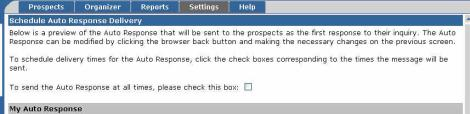 Prospects Organizer Reports Settings Help
Schedule Auto Response Delivery
Below is a preview of the Auto Response that will be sent to the prospects as the first response to their inquiry. The Auto
Response can be modified by clicking the browser back button and making the necessary changes on the previous screen.
To schedule delivery times for the Auto Response, click the check boxes corresponding to the times the message will be
sent.
To send the Auto Response at all times, please check this box:
My Auto Response